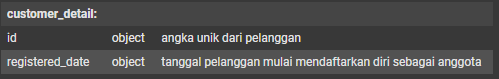 customer_detail:
id object angka unik dari pelanggan
registered_date object tanggal pelanggan mulai mendaftarkan diri sebagai anggota